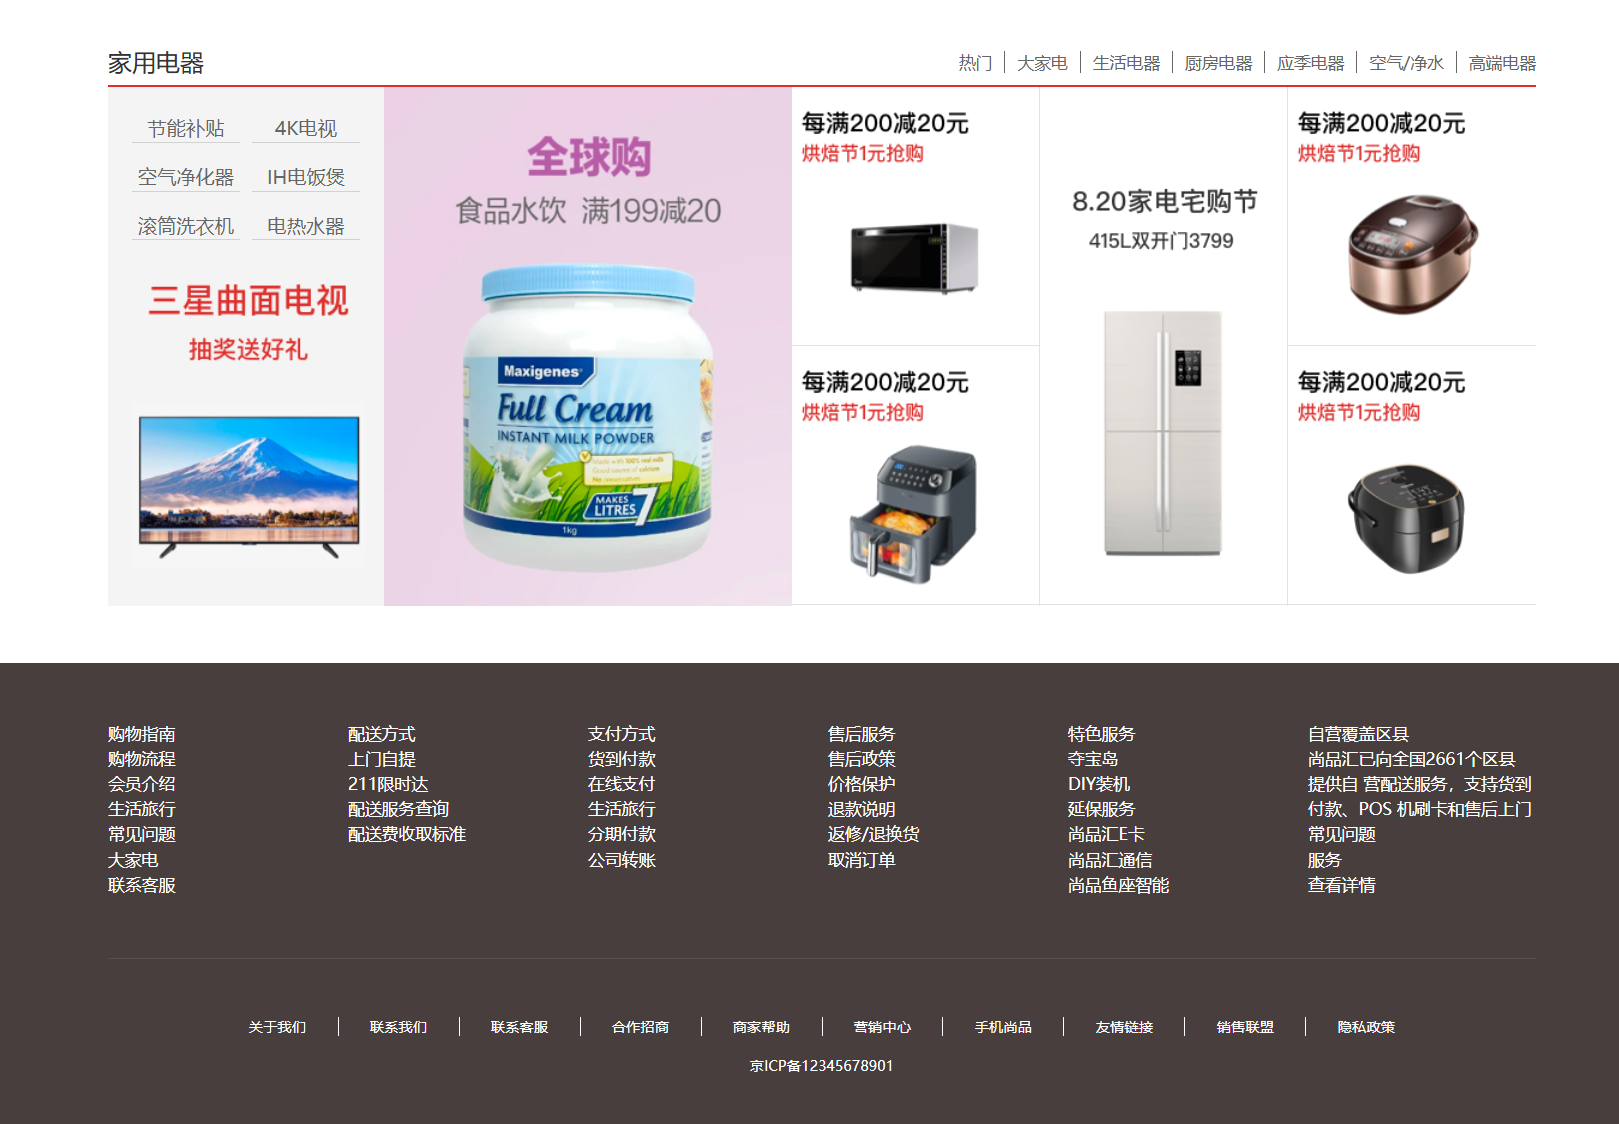 家用电器
热门
大家电
生活电器
厨房电器
应季电器
空气/净水
高端电器
节能补贴
4K电视
空气净化器
IH电饭煲
滚筒洗衣机
电热水器
三星曲面电视
抽奖送好礼
全球购
食品水饮 满199减20
Maxigenes
Full Cream
INSTANT MILK POWDER
Made with 100% real milk
Good source of calcium
MAKES
LITRES 7
1kg
每满200减20元
烘焙节1元抢购
每满200减20元
烘焙节1元抢购
8.20家电宅购节
415L双开门3799
每满200减20元
烘焙节1元抢购
每满200减20元
烘焙节1元抢购
购物指南
购物流程
会员介绍
生活旅行
常见问题
大家电
联系客服
配送方式
上门自提
211限时达
配送服务查询
配送费收取标准
支付方式
货到付款
在线支付
生活旅行
分期付款
公司转账
售后服务
售后政策
价格保护
退款说明
返修/退换货
取消订单
特色服务
夺宝岛
DIY装机
延保服务
尚品汇E卡
尚品汇通信
尚品鱼座智能
自营覆盖区县
尚品汇已向全国2661个区县
提供自 营配送服务，支持货到
付款、POS 机刷卡和售后上门
常见问题
服务
查看详情
关于我们
联系我们
联系客服
合作招商
商家帮助
营销中心
手机尚品
友情链接
销售联盟
隐私政策
京ICP备12345678901